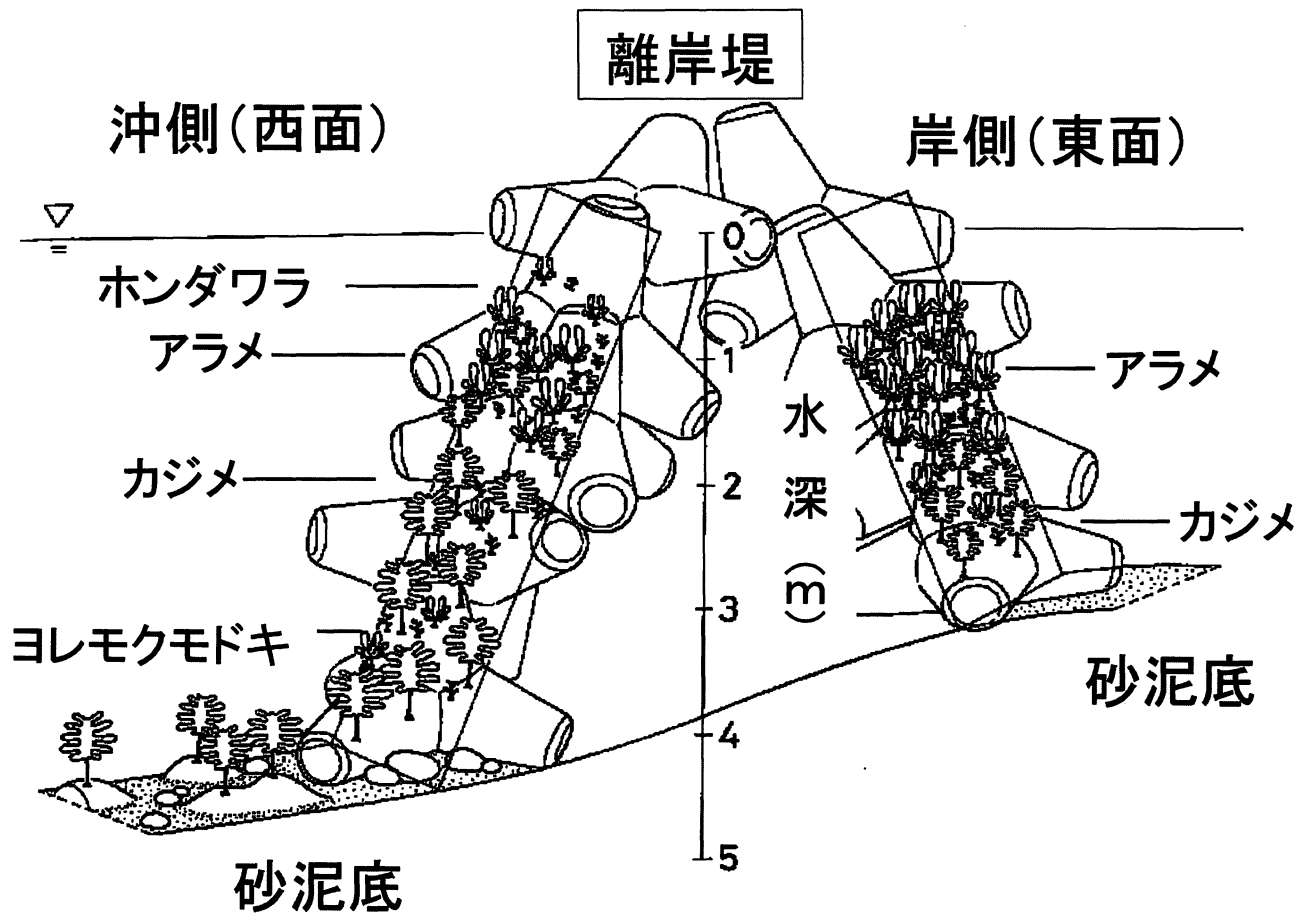 離岸堤
沖側(西面)
岸側(東面)
ホンダワラ
アラメ
カジメ
ヨレモクモドキ
砂泥底
1
2
3
4
5
水深(m)
アラメ
カジメ
砂泥底